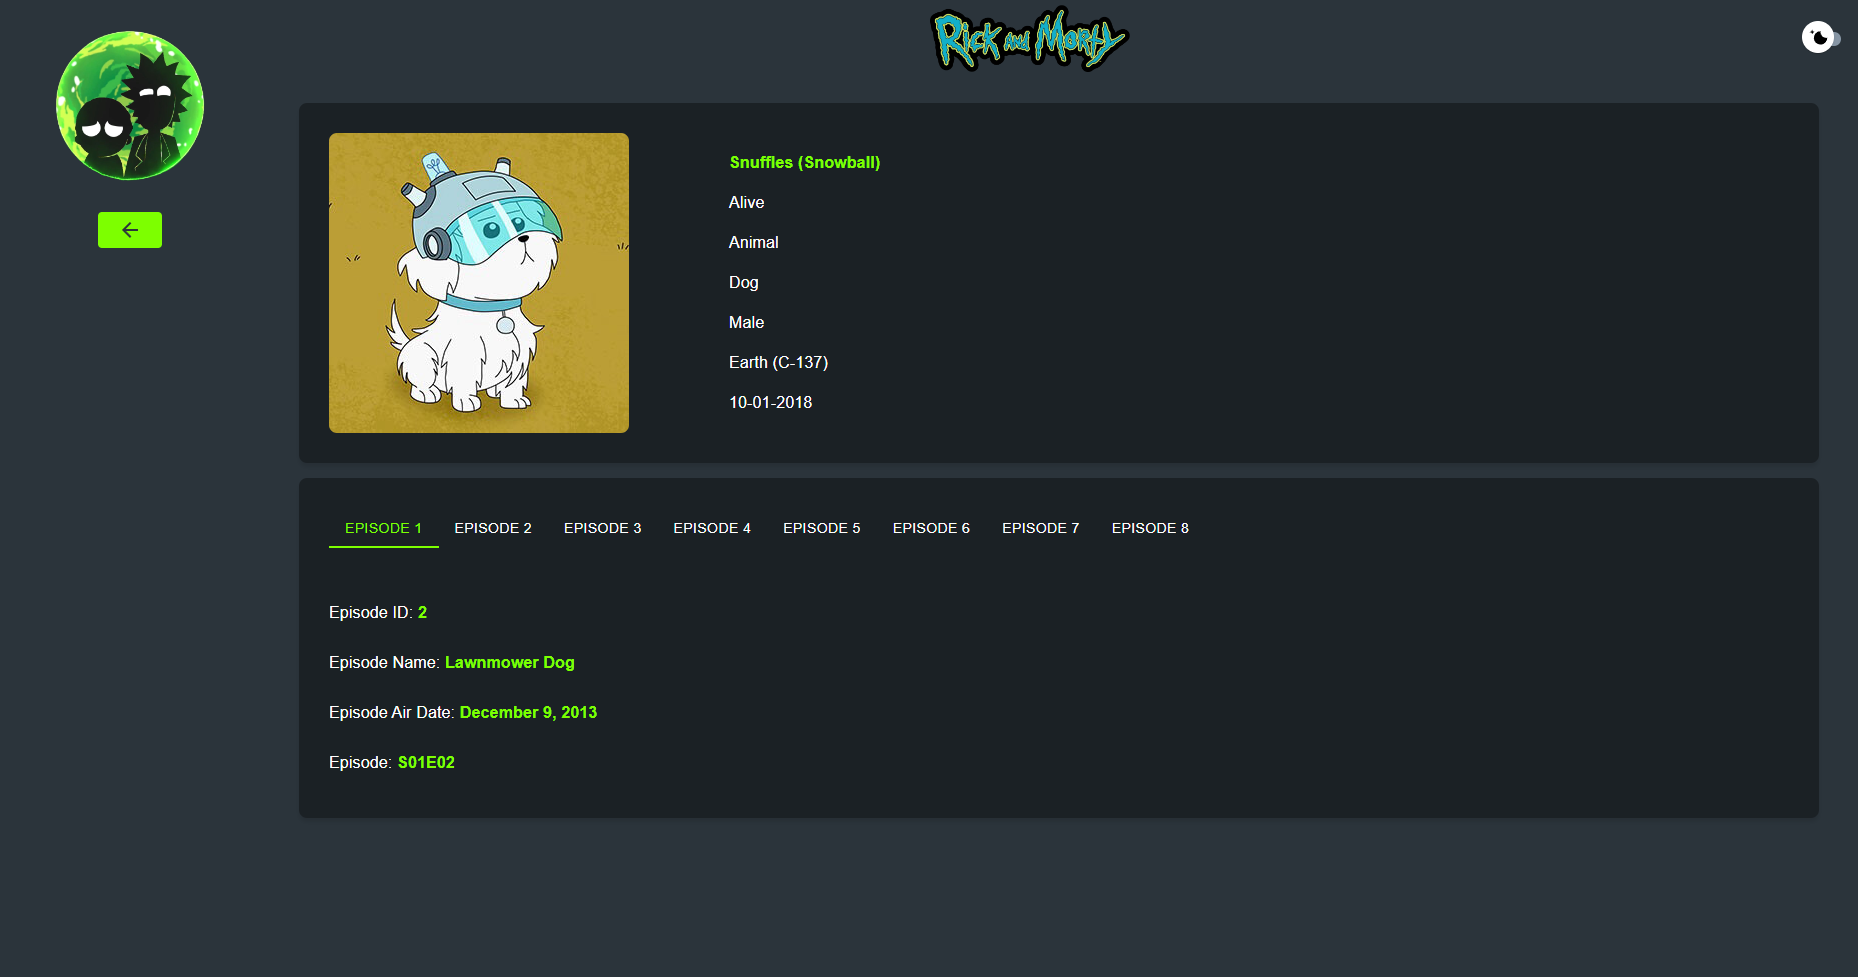 Rick and Morty
Snuffles (Snowball)
Alive
Animal
Dog
Male
Earth (C-137)
10-01-2018
EPISODE 1 EPISODE 2 EPISODE 3 EPISODE 4 EPISODE 5 EPISODE 6 EPISODE 7 EPISODE 8
Episode ID: 2
Episode Name: Lawnmower Dog
Episode Air Date: December 9, 2013
Episode: S01E02